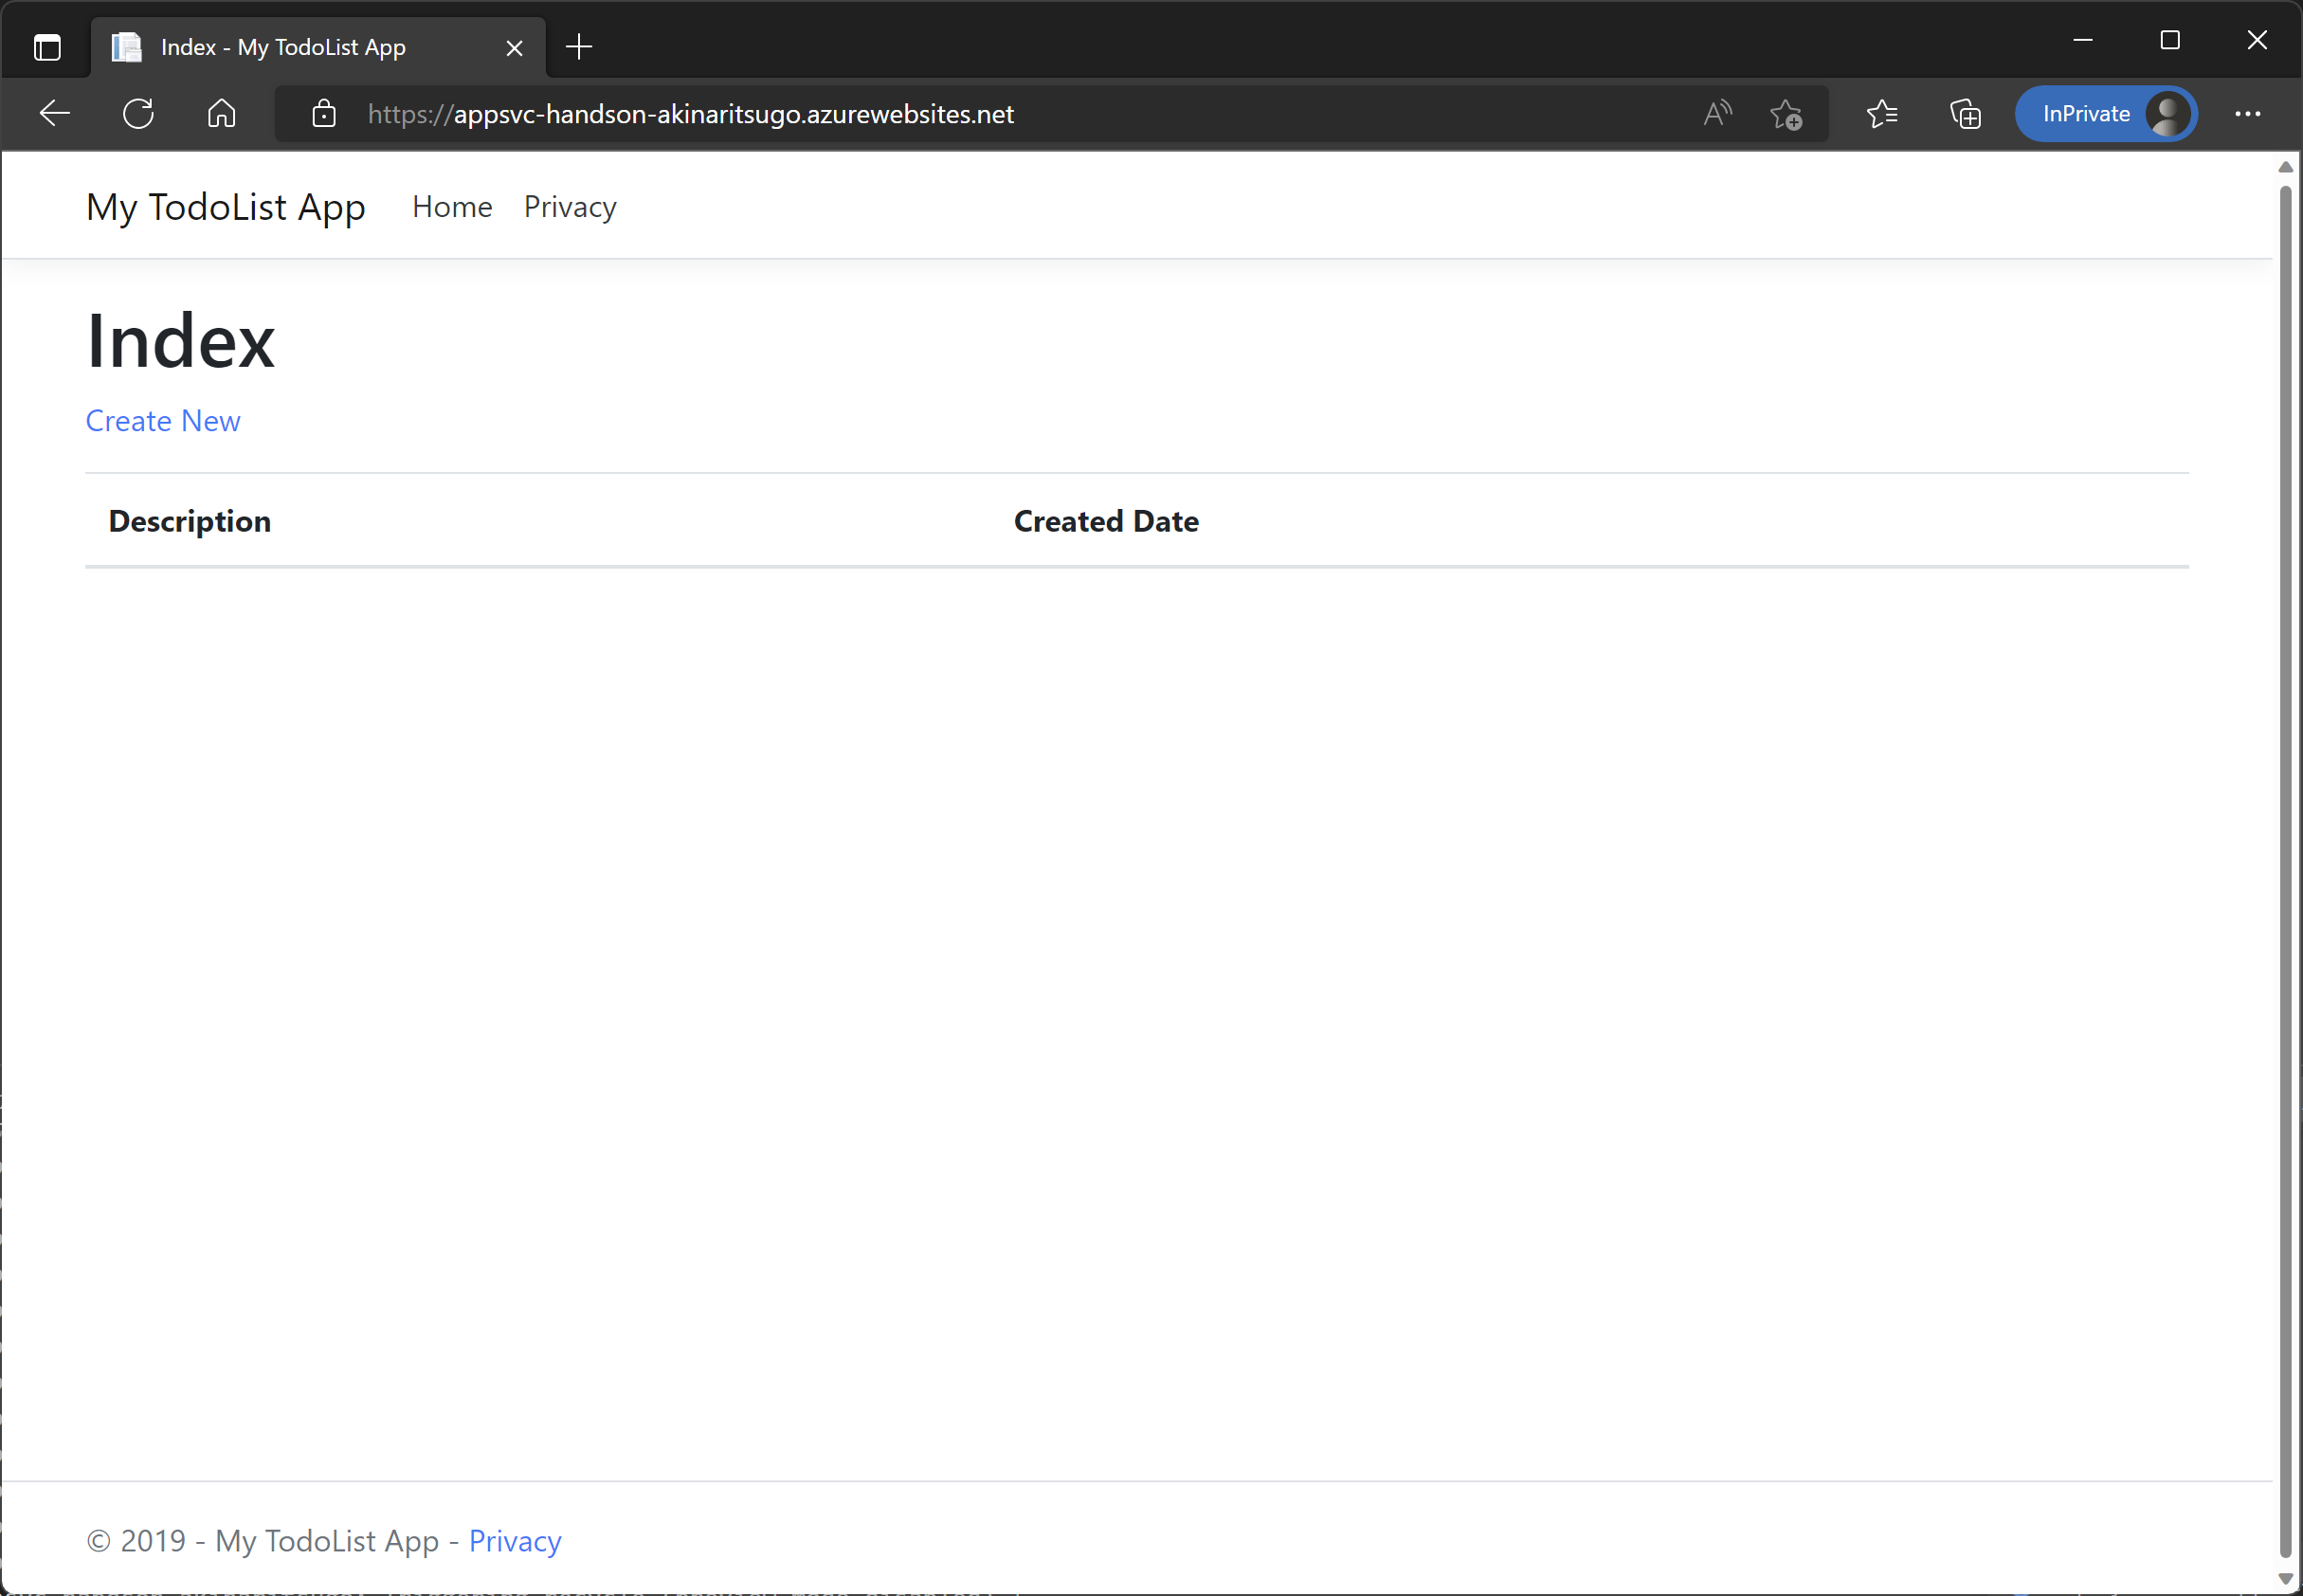 Index - My TodoList App
https://appsvc-handson-akinaritsugo.azurewebsites.net
InPrivate
My TodoList App Home Privacy
Index
Create New
Description Created Date
© 2019 - My TodoList App - Privacy